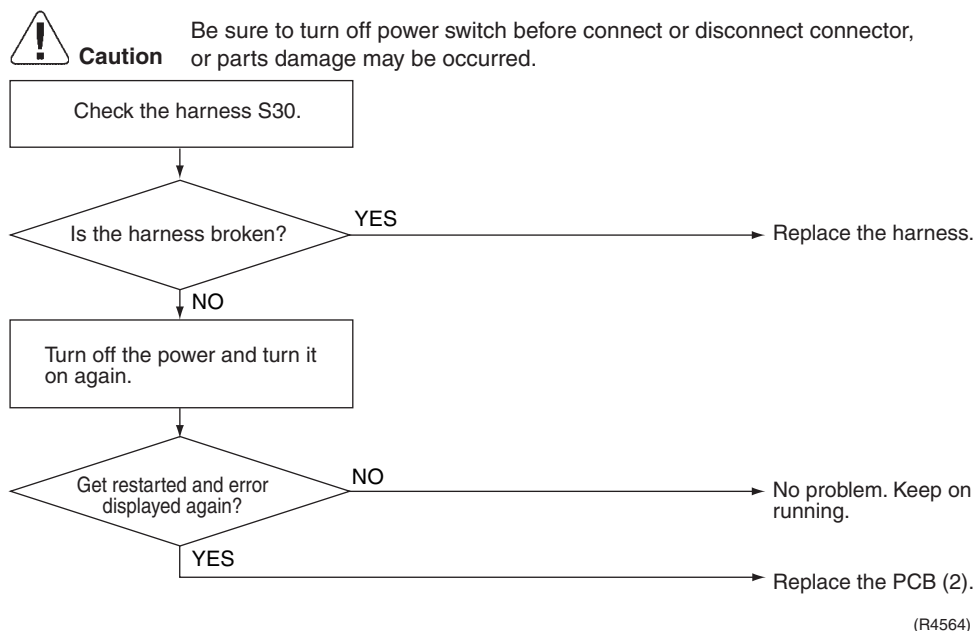 Be sure to turn off power switch before connect or disconnect connector,
Caution or parts damage may be occurred.
Check the harness S30.
Is the harness broken?
YES
Replace the harness.
NO
Turn off the power and turn it
on again.
Get restarted and error
displayed again?
NO
No problem. Keep on
running.
YES
Replace the PCB (2).
(R4564)